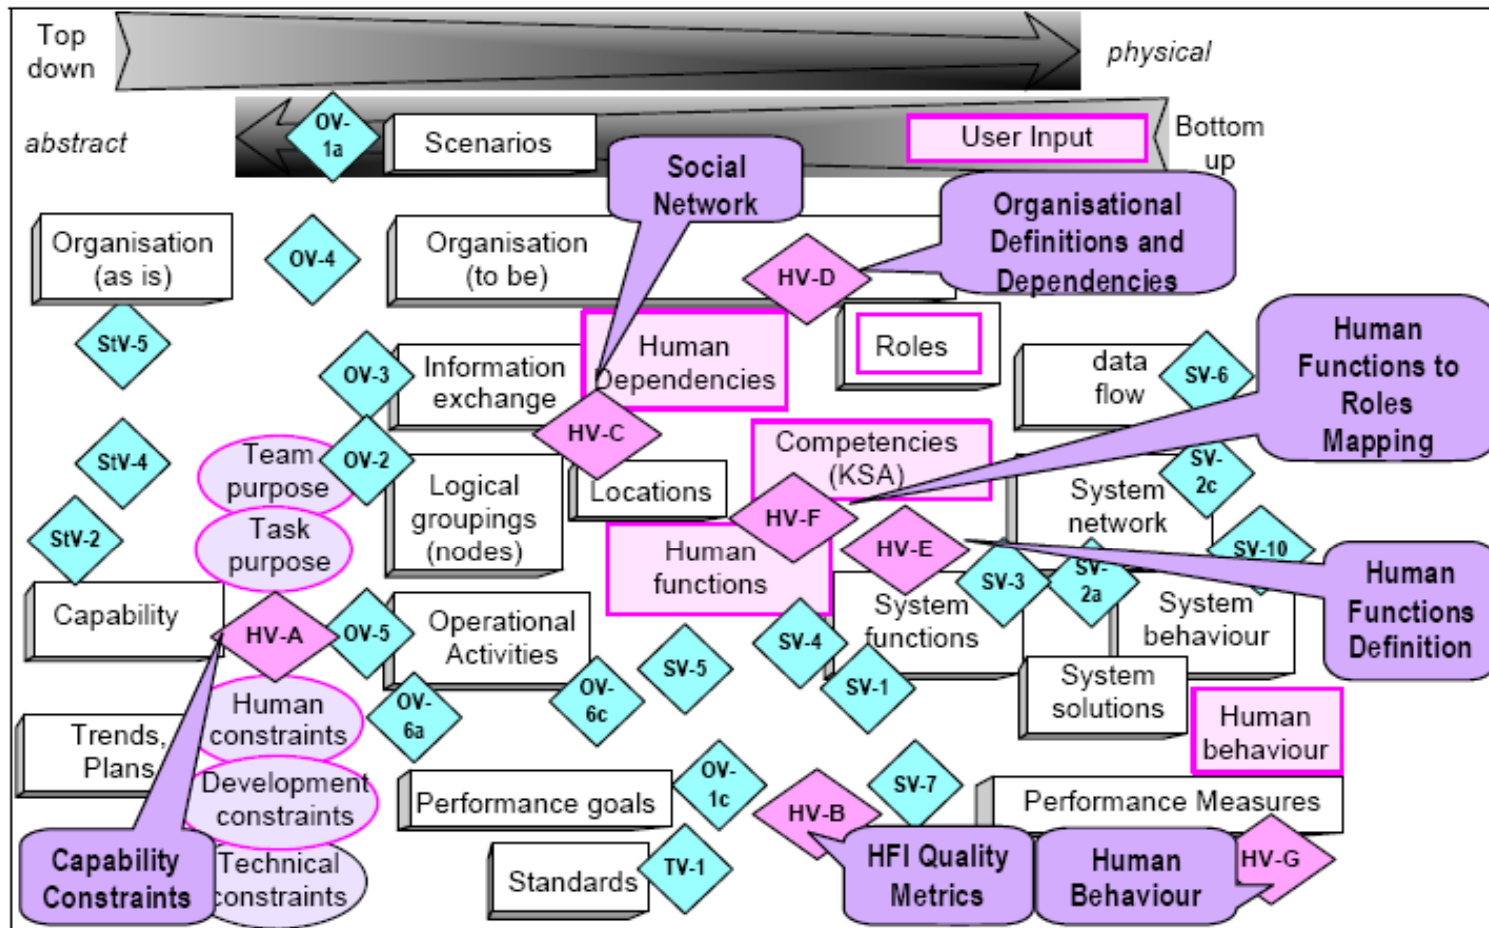 Top
down
physical
abstract
OV-
1a
Scenarios
User Input
Bottom
up
Social
Network
Organisational
Definitions and
Dependencies
Organisation
(as is)
OV-4
Organisation
(to be)
HV-D
StV-5
OV-3
Information
exchange
Human
Dependencies
Roles
data
flow
SV-6
Human
Functions to
Roles
Mapping
HV-C
StV-4
Team
purpose
OV-2
Logical
groupings
(nodes)
Locations
Competencies
(KSA)
System
network
SV-
2c
StV-2
Task
purpose
HV-F
Human
functions
HV-E
SV-3
SV-
2a
SV-10
Human
Functions
Definition
Capability
HV-A
OV-5
Operational
Activities
SV-5
SV-4
SV-1
System
functions
System
behaviour
Human
constraints
OV-
6a
OV-
6c
System
solutions
Human
behaviour
Trends,
Plans
Development
constraints
Performance goals
OV-
1c
HV-B
SV-7
Performance Measures
Capability
Constraints
Technical
constraints
Standards
TV-1
HFI Quality
Metrics
Human
Behaviour
HV-G